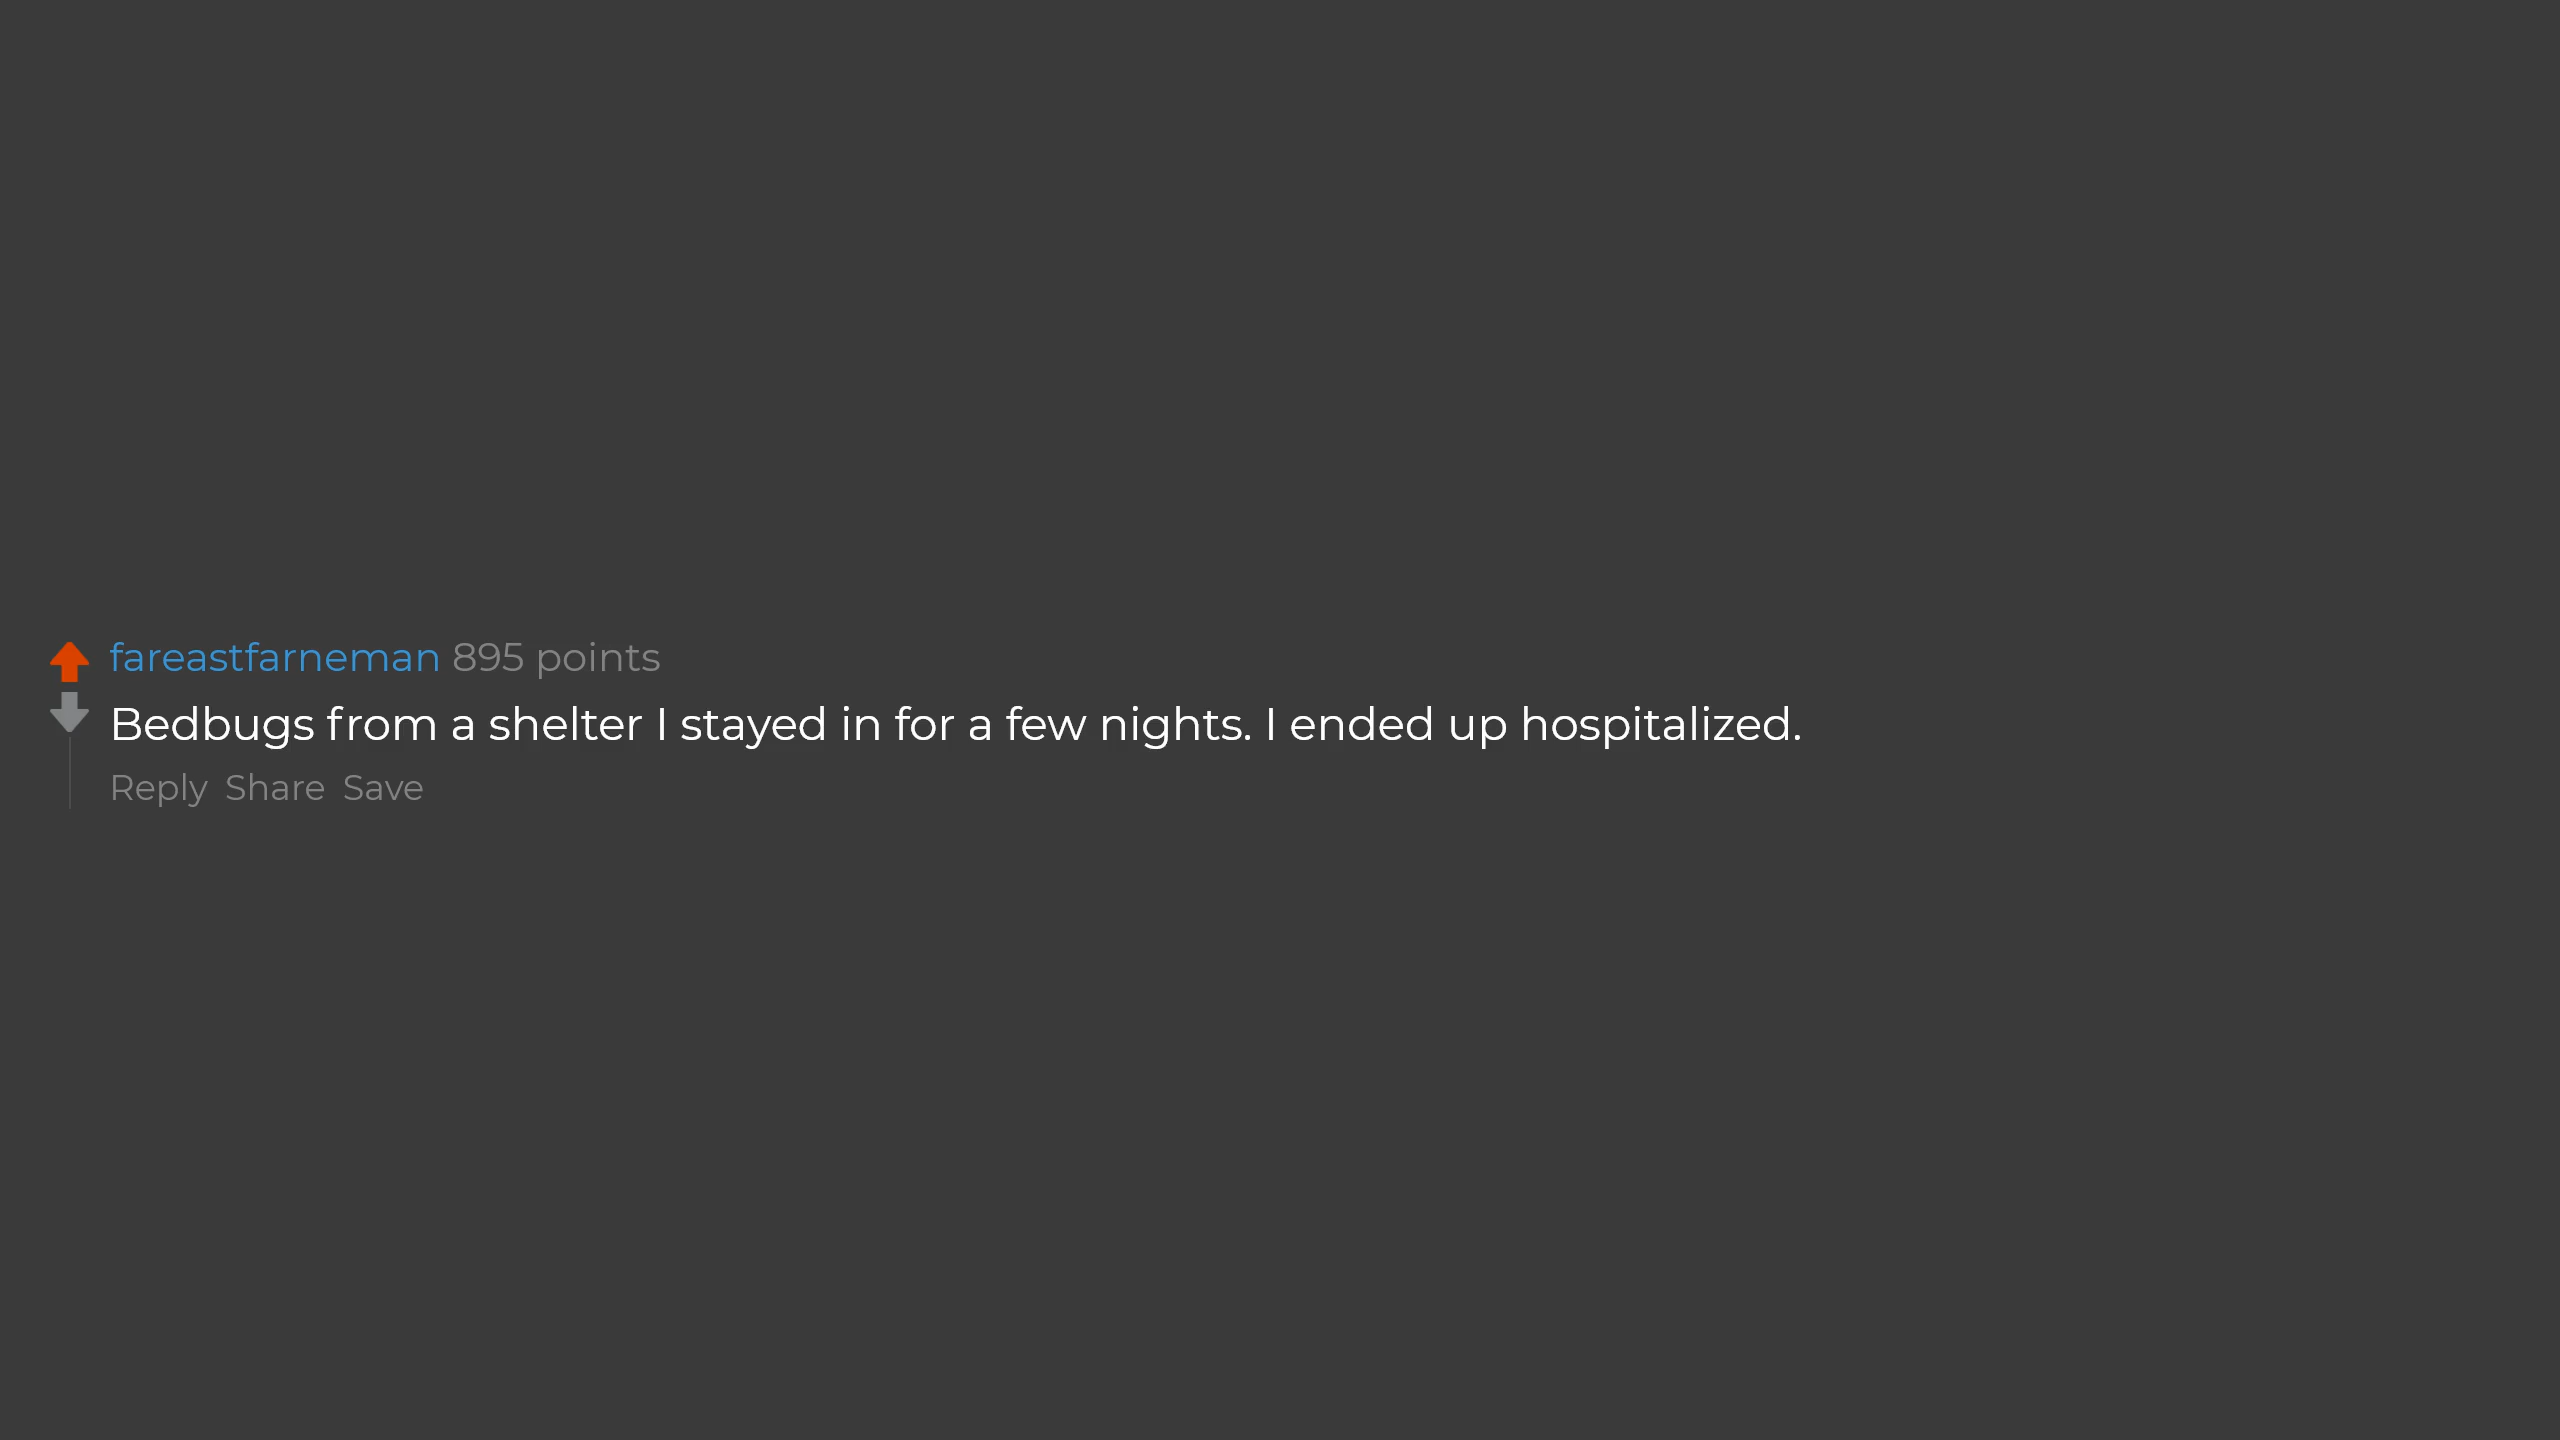 fareastfarneman 895 points
Bedbugs from a shelter I stayed in for a few nights. I ended up hospitalized.
Reply Share Save